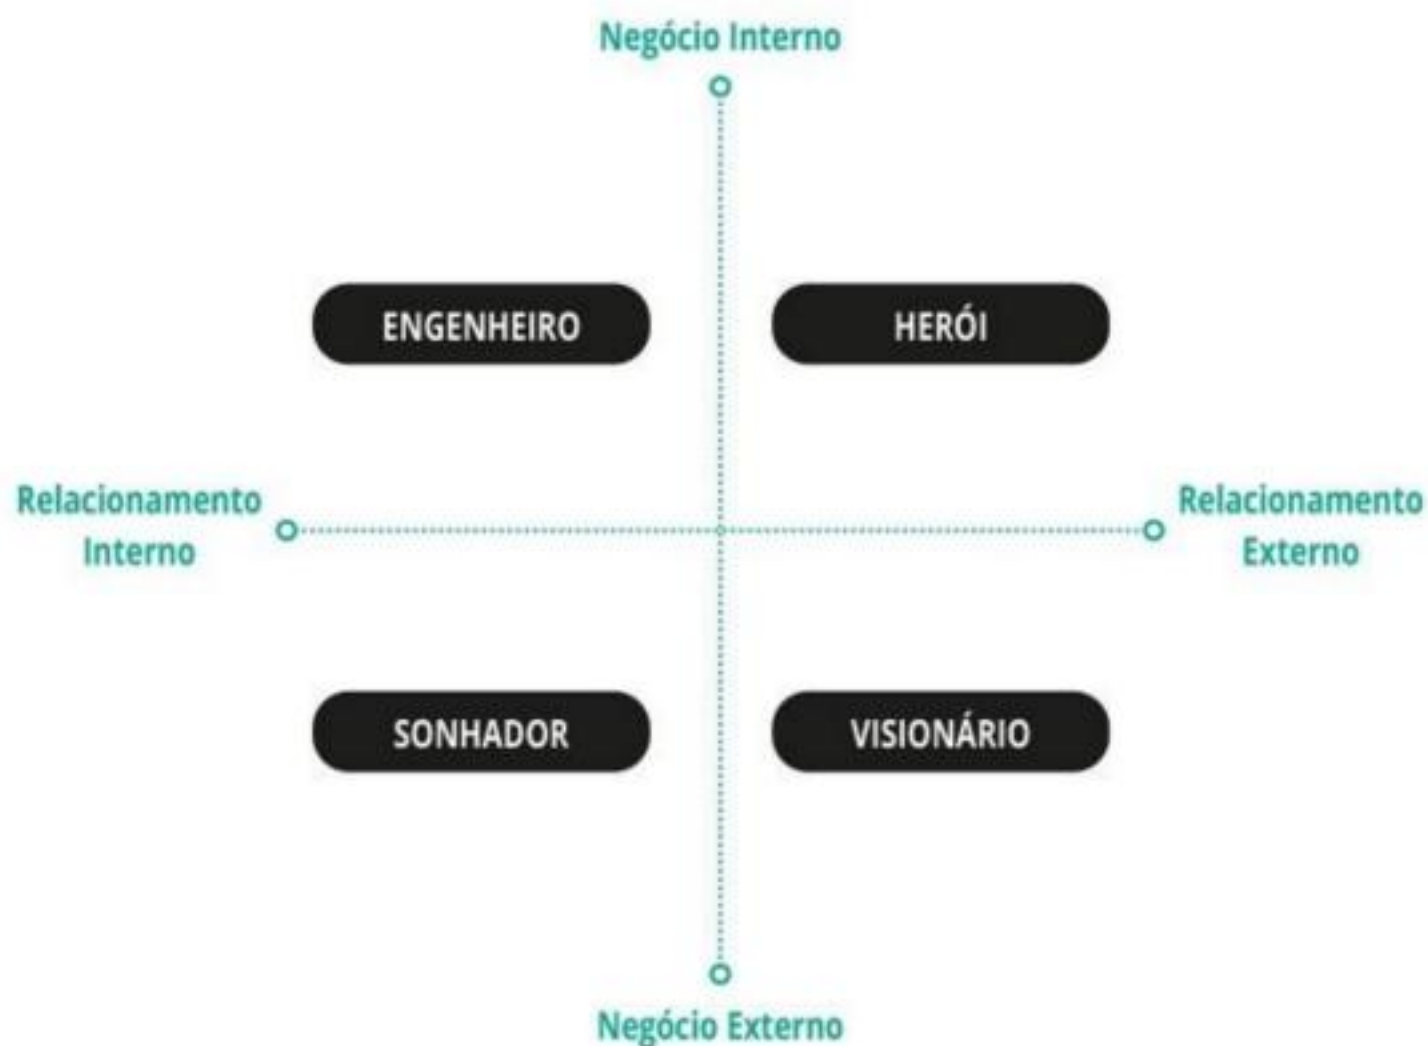 Negócio Interno
ENGENHEIRO
HERÓI
Relacionamento
Interno
Relacionamento
Externo
SONHADOR
VISIONÁRIO
Negócio Externo